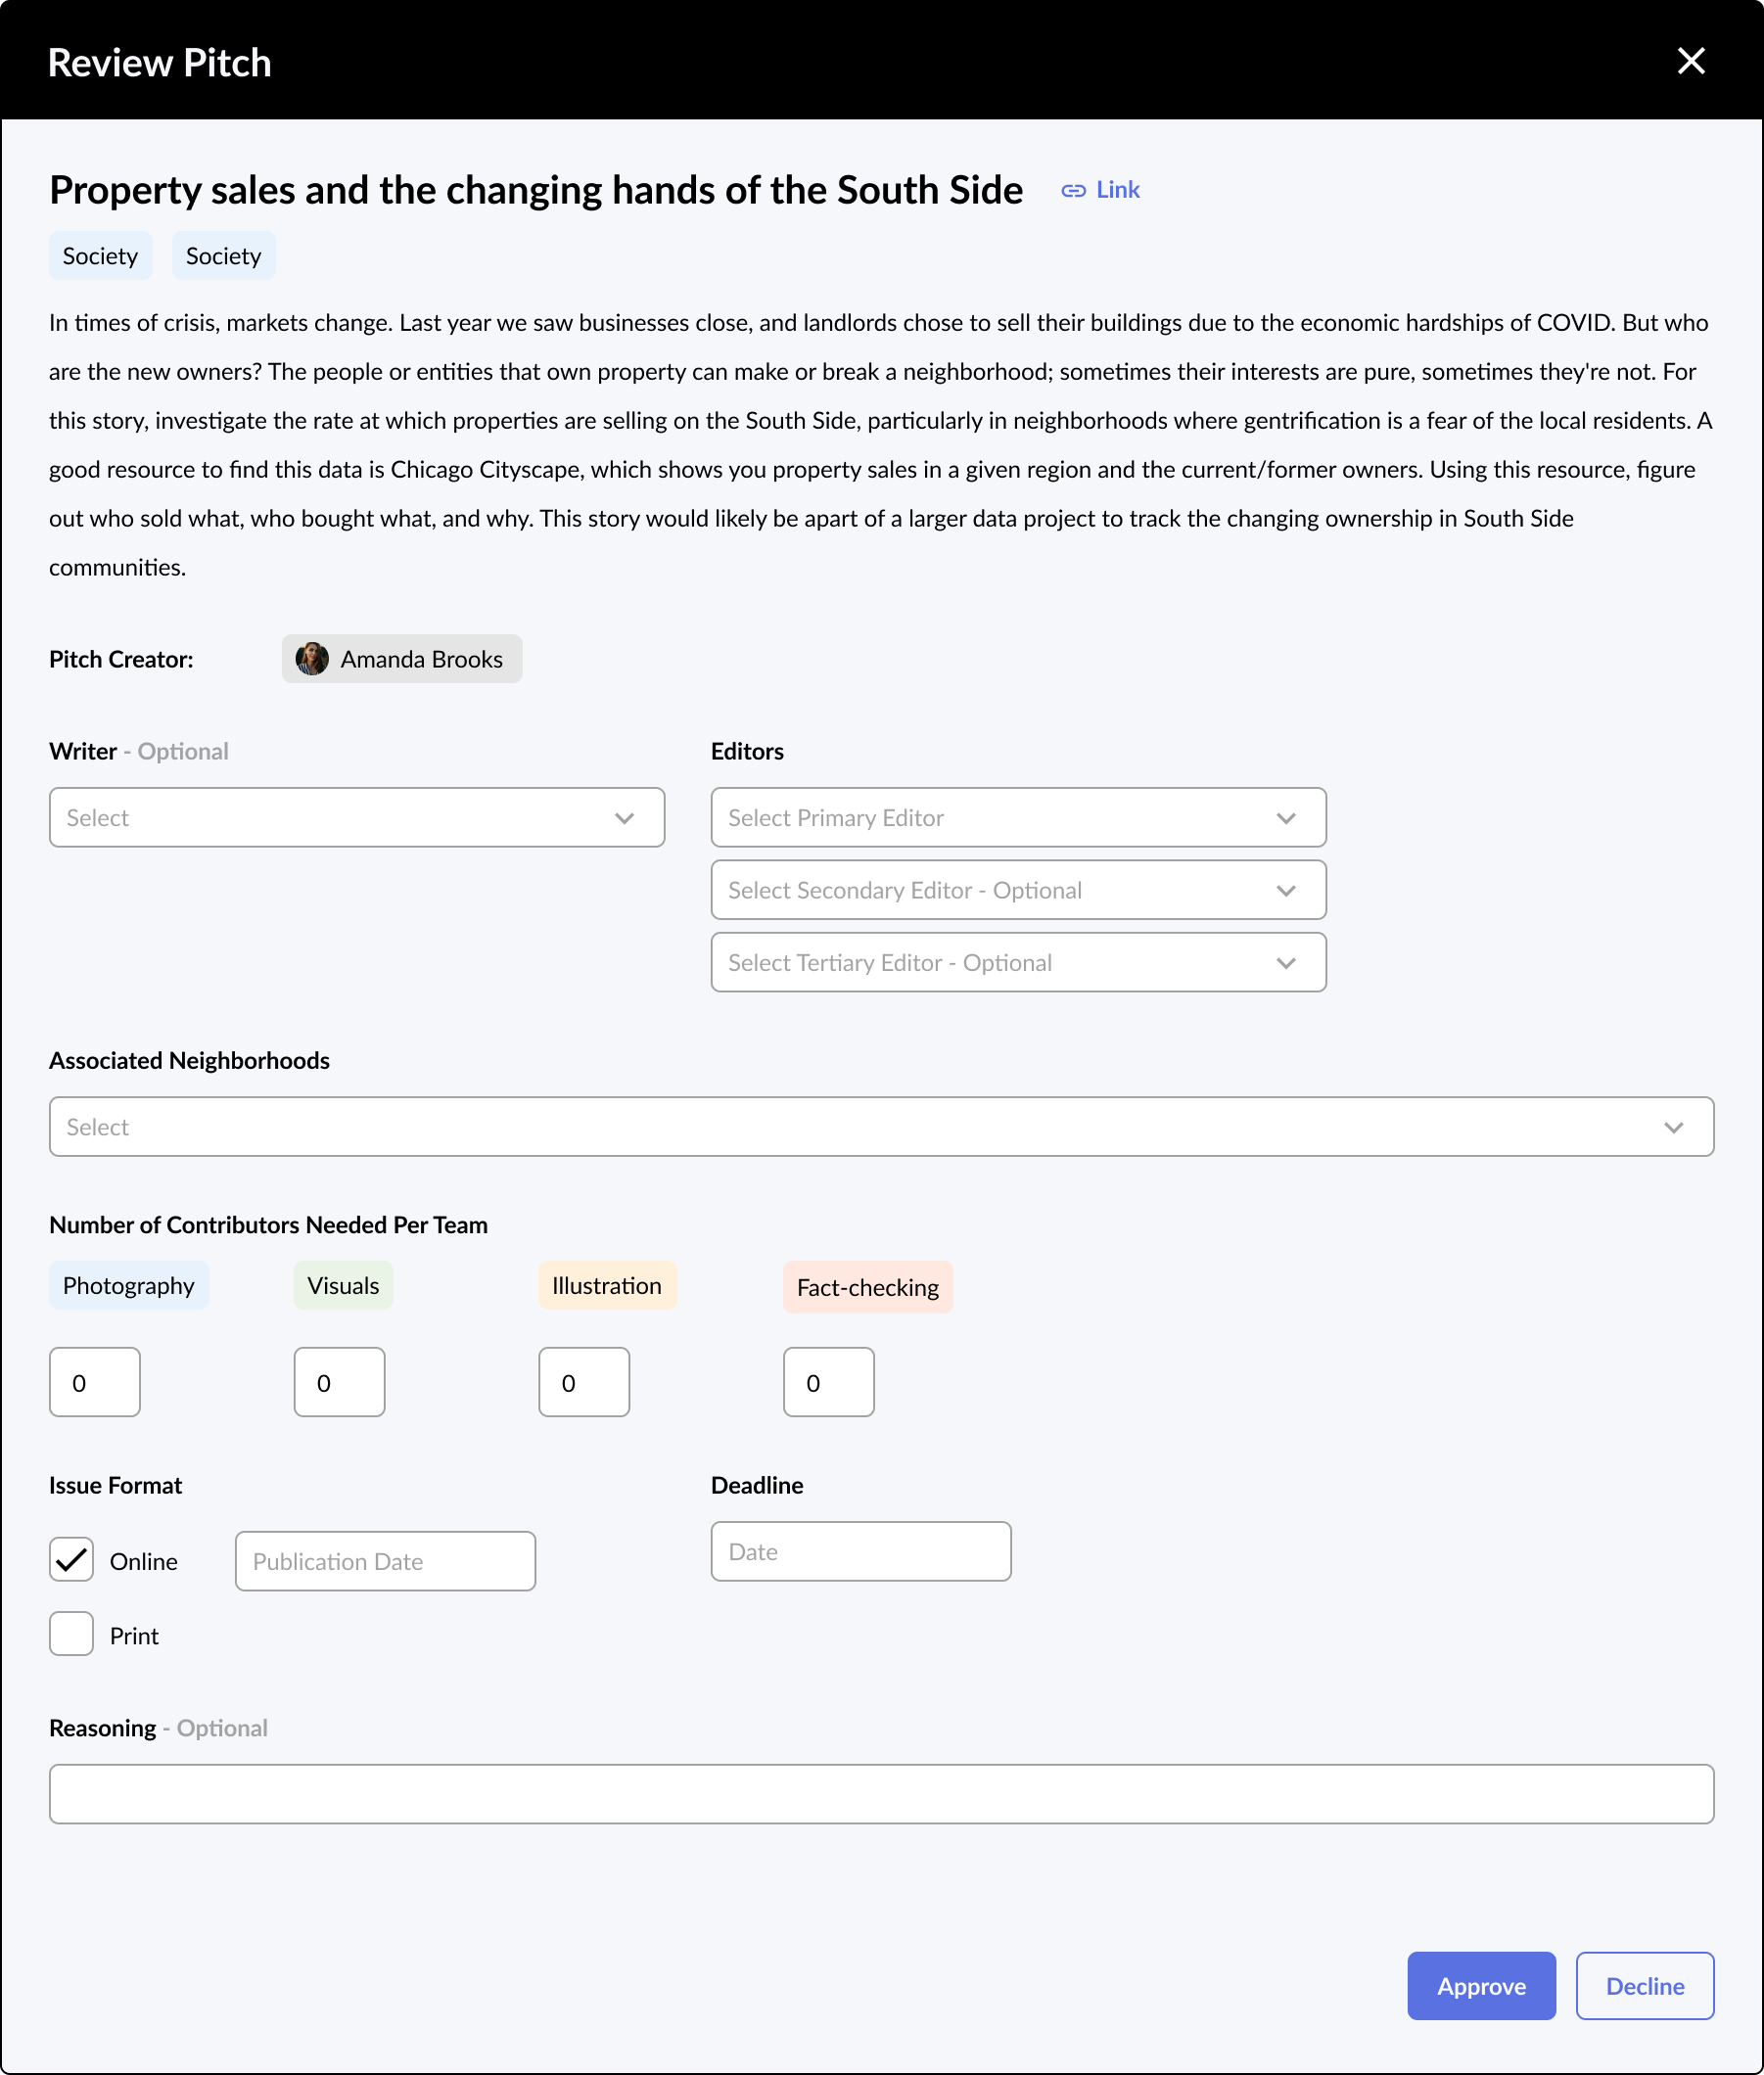 Review Pitch
Property sales and the changing hands of the South Side Link
Society Society
In times of crisis, markets change. Last year we saw businesses close, and landlords chose to sell their buildings due to the economic hardships of COVID. But who
are the new owners? The people or entities that own property can make or break a neighborhood; sometimes their interests are pure, sometimes they're not. For
this story, investigate the rate at which properties are selling on the South Side, particularly in neighborhoods where gentrification is a fear of the local residents. A
good resource to find this data is Chicago Cityscape, which shows you property sales in a given region and the current/former owners. Using this resource, figure
out who sold what, who bought what, and why. This story would likely be apart of a larger data project to track the changing ownership in South Side
communities.
Pitch Creator: Amanda Brooks
Writer - Optional Editors
Select Select Primary Editor
Select Secondary Editor - Optional
Select Tertiary Editor - Optional
Associated Neighborhoods
Select
Number of Contributors Needed Per Team
Photography Visuals Illustration Fact-checking
0 0 0 0
Issue Format Deadline
Online Publication Date Date
Print
Reasoning - Optional
Approve Decline